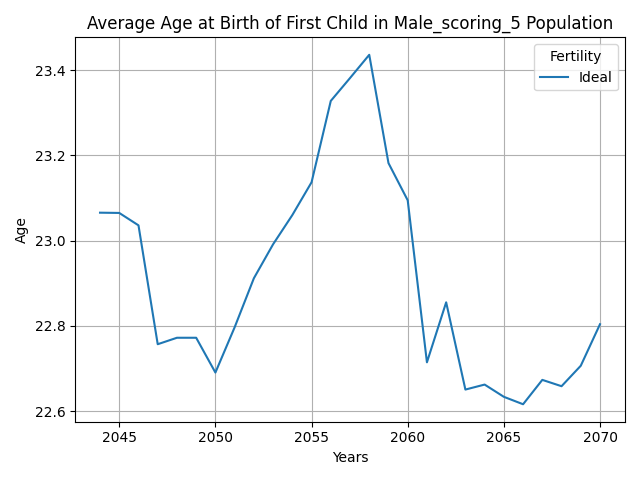 Average Age at Birth of First Child in Male_scoring_5 Population
Fertility
Ideal
23.4
23.2
23.0
22.8
22.6
Age
2045 2050 2055 2060 2065 2070
Years